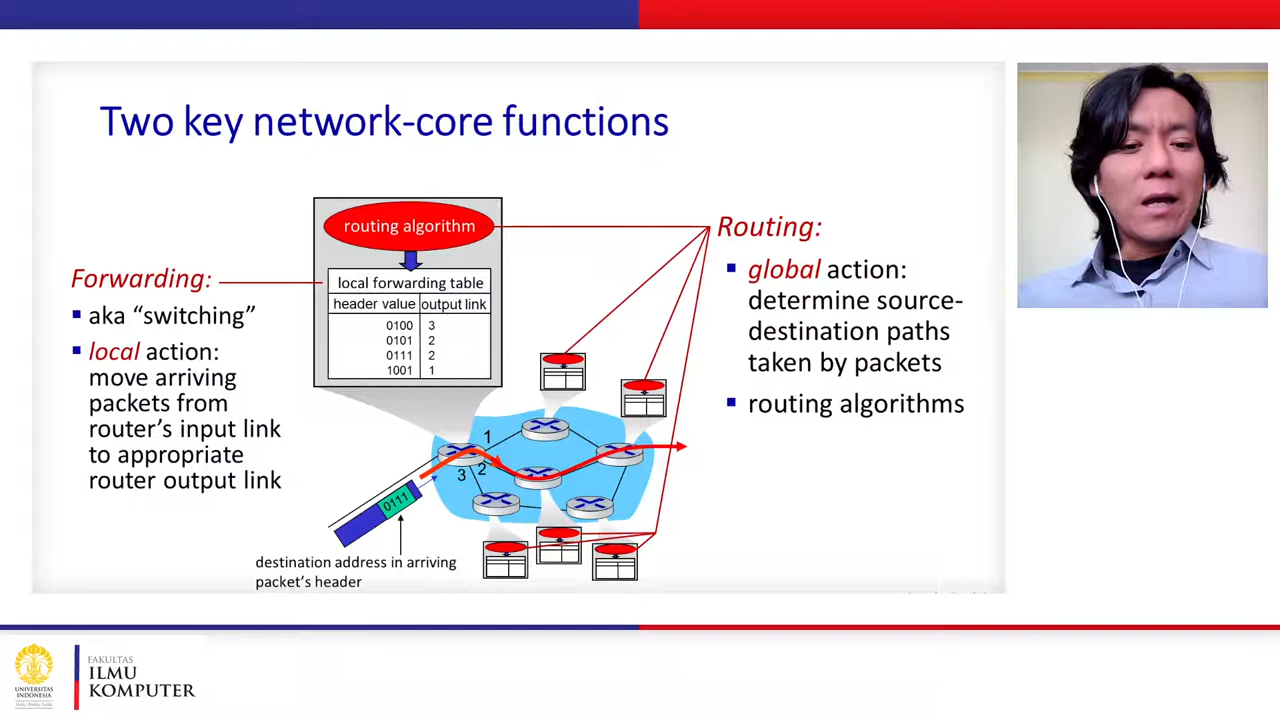 Two key network-core functions
routing algorithm
local forwarding table
header value output link
0100 3
0101 2
0111 2
1001 1
Forwarding:
▪ aka “switching”
▪ local action:
move arriving
packets from
router’s input link
to appropriate
router output link
Routing:
▪ global action:
determine source-
destination paths
taken by packets
▪ routing algorithms
1
2
3
0111
destination address in arriving
packet’s header
UNIVERSITAS
INDONESIA
FAKULTAS
ILMU
KOMPUTER